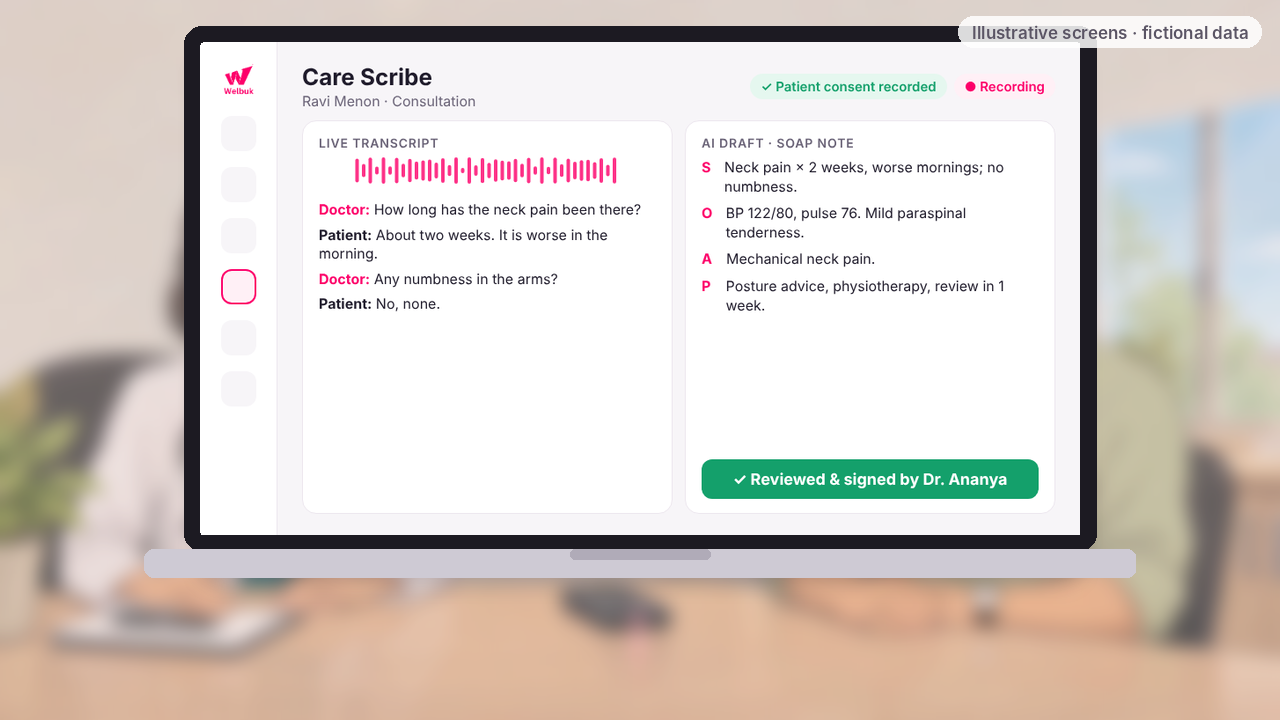 Illustrative screens · fictional data
Welbuk
Care Scribe
Ravi Menon · Consultation
✓ Patient consent recorded
● Recording
LIVE TRANSCRIPT
Doctor: How long has the neck pain been there?
Patient: About two weeks. It is worse in the
morning.
Doctor: Any numbness in the arms?
Patient: No, none.
AI DRAFT · SOAP NOTE
S Neck pain × 2 weeks, worse mornings; no
numbness.
O BP 122/80, pulse 76. Mild paraspinal
tenderness.
A Mechanical neck pain.
P Posture advice, physiotherapy, review in 1
week.
✓ Reviewed & signed by Dr. Ananya